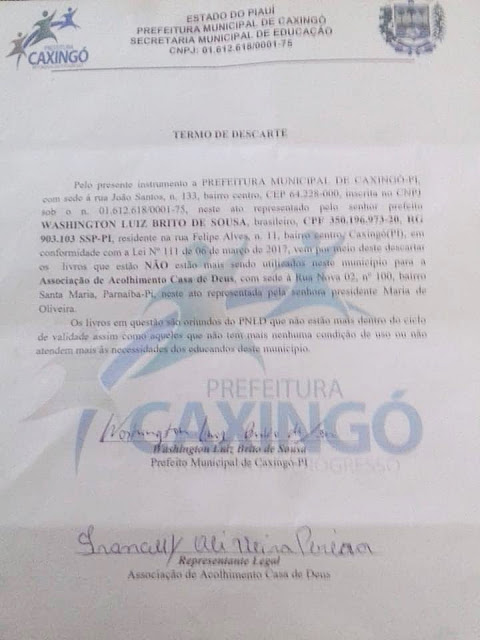 PREFEITURA
CAXINGÓ
ESTADO DO PIAUÍ
PREFEITURA MUNICIPAL DE CAXINGÓ
SECRETARIA MUNICIPAL DE EDUCAÇÃO
CNPJ: 01.612.618/0001-75
TERMO DE DESCARTE
Pelo presente instrumento a PREFEITURA MUNICIPAL DE CAXINGÓ-PI,
com sede à rua João Santos, n. 133, bairro centro, CEP 64.228-000, inscrita no CNPJ
sob o n. 01.612.618/0001-75, neste ato representado pelo senhor prefeito
WASHINGTON LUIZ BRITO DE SOUSA, brasileiro, CPF 350.196.973-20, RG
903.103 SSP-PI, residente na rua Felipe Alves, n. 11, bairro centro Caxingó(PI), em
conformidade com a Lei Nº 111 de 06 de março de 2017, vem por meio deste descartar
os livros que estão NÃO estão mais sendo utilizados neste município para a
Associação de Acolhimento Casa de Deus, com sede à Rua Nova 02, nº 100, bairro
Santa Maria, Parnaíba-Pi, neste ato representada pela senhora presidente Maria de
Oliveira.
Os livros em questão são oriundos do PNLD que não estão mais dentro do ciclo
de validade assim como aqueles que não tem mais nenhuma condição de uso ou não
atendem mais às necessidades dos educandos deste município.
PREFEITURA
CAXINGÓ
PROGRESSO
Washington Luiz Brito de Sousa
Washington Luiz Brito de Sousa
Prefeito Municipal de Caxingó-PI
Pereira
Representante Legal
Associação de Acolhimento Casa de Deus